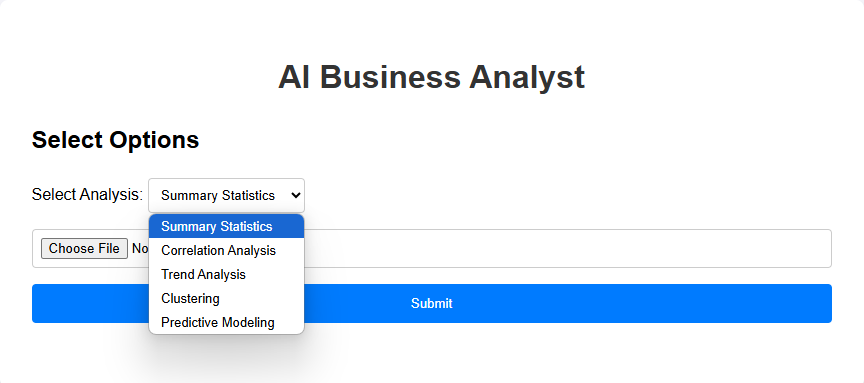 AI Business Analyst
Select Options
Select Analysis: Summary Statistics
Summary Statistics
Correlation Analysis
Trend Analysis
Clustering
Predictive Modeling
Choose File No
Submit